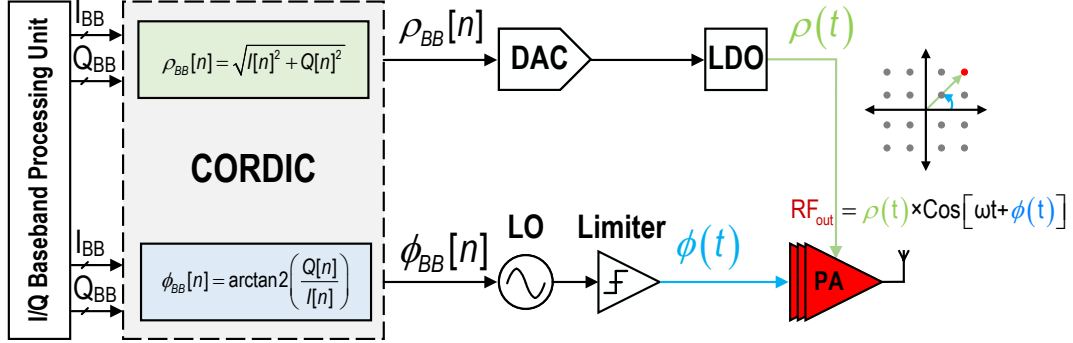 I/Q Baseband Processing Unit
I_BB
Q_BB
ρ_BB[n] = √(I[n]² + Q[n]²)
CORDIC
I_BB
Q_BB
ϕ_BB[n] = arctan2(Q[n]/I[n])
ρ_BB[n]
DAC
LDO
ρ(t)
ϕ_BB[n]
LO
Limiter
ϕ(t)
RF_out = ρ(t)×Cos[ωt+ϕ(t)]
PA